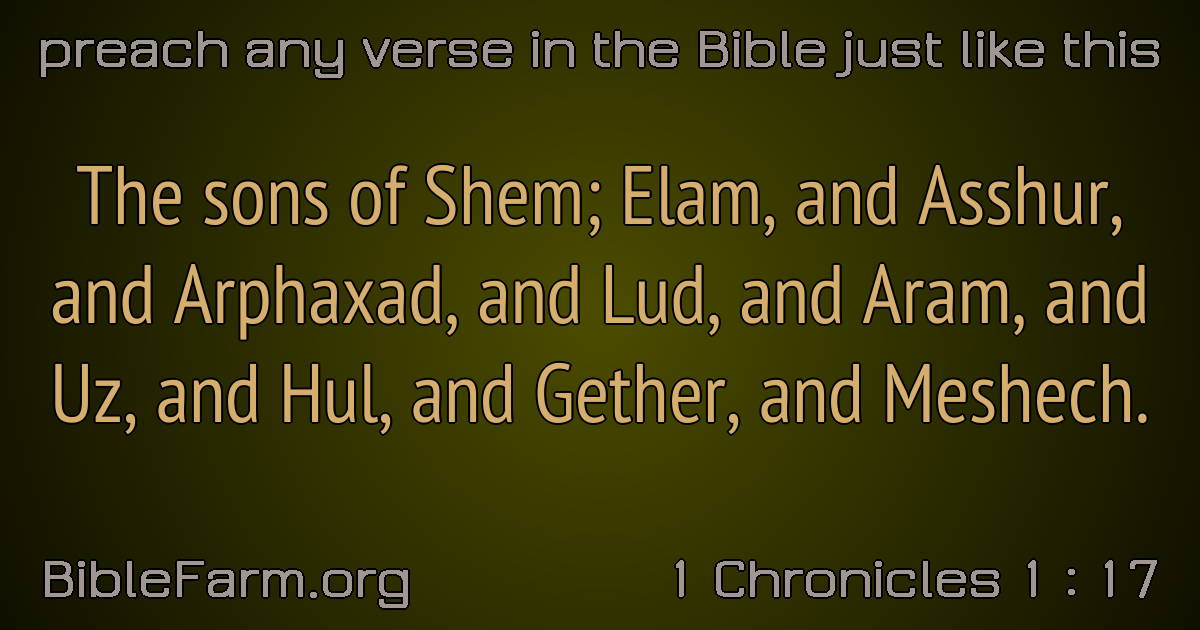 preach any verse in the Bible just like this
The sons of Shem; Elam, and Asshur,
and Arphaxad, and Lud, and Aram, and
Uz, and Hul, and Gether, and Meshech.
BibleFarm.org
1 Chronicles 1 : 17